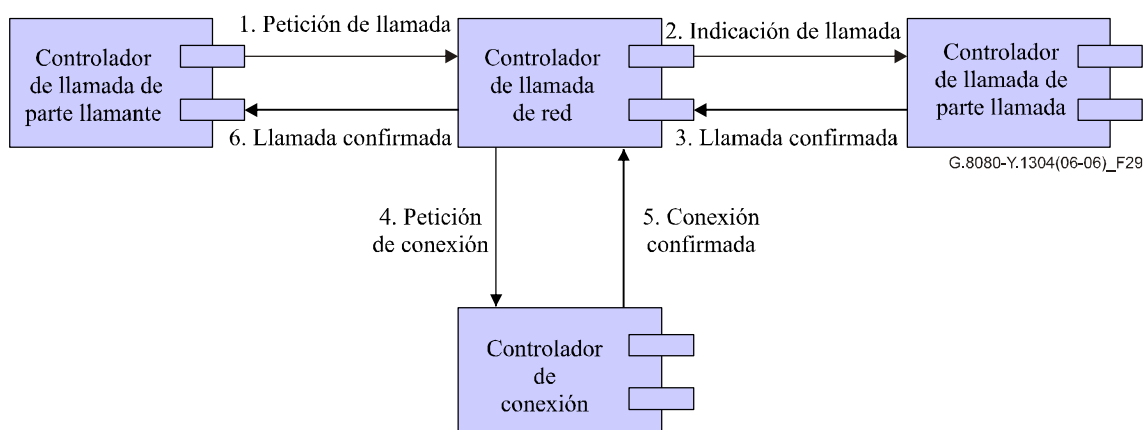 1. Petición de llamada
2. Indicación de llamada
Controlador
de llamada de
parte llamante
Controlador
de llamada
de red
Controlador
de llamada de
parte llamada
6. Llamada confirmada
3. Llamada confirmada
G.8080-Y.1304(06-06)_F29
4. Petición
de conexión
5. Conexión
confirmada
Controlador
de
conexión